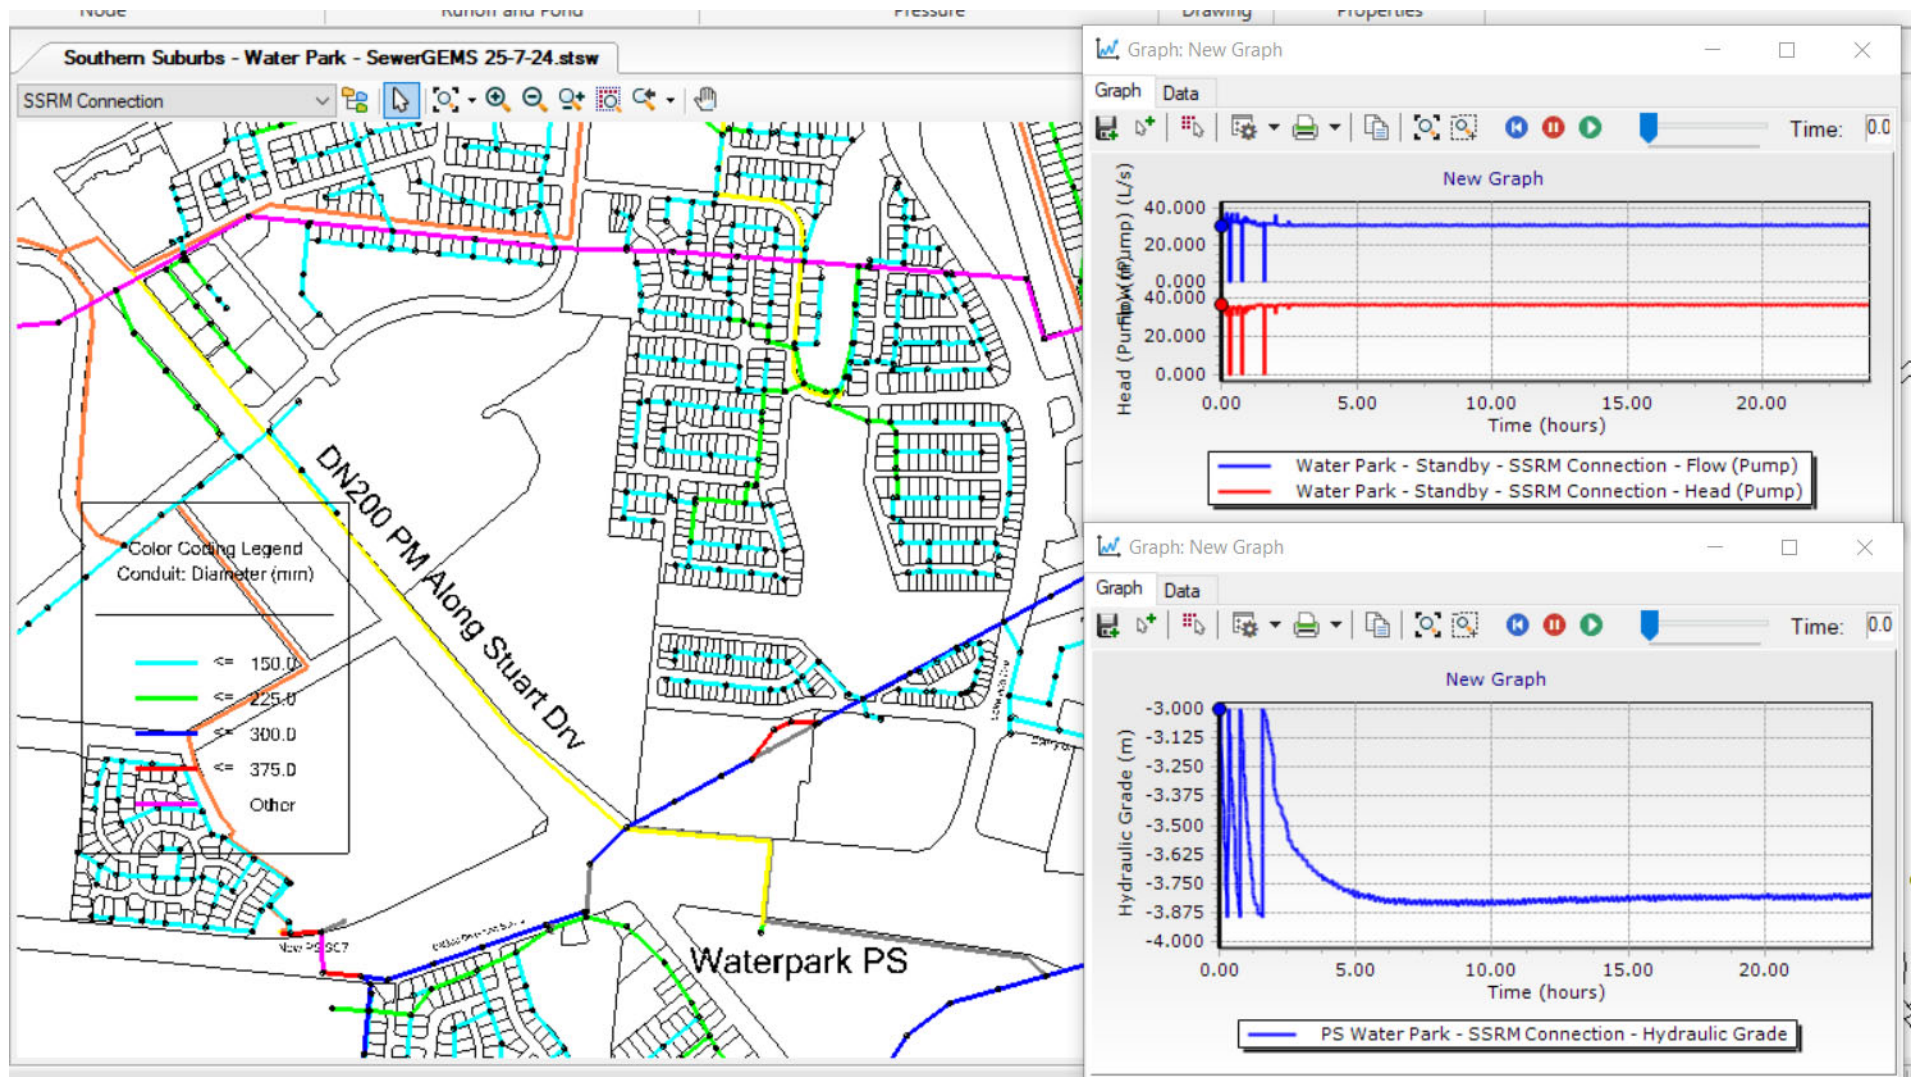 Node
Runoff and Pond
Pressure
Drawing
Properties
Southern Suburbs - Water Park - SewerGEMS 25-7-24.stsw
SSRM Connection
DN200 PM Along Stuart Drv
Color Coding Legend
Conduit: Diameter (mm)
<= 150.0
<= 225.0
<= 300.0
<= 375.0
Other
Waterpark PS
Graph: New Graph
Graph
Data
Time:
0.0
New Graph
Flow (Pump) (L/s)
40.000
20.000
0.000
Head (Pump) (m)
40.000
20.000
0.000
0.00
5.00
10.00
15.00
20.00
Time (hours)
Water Park - Standby - SSRM Connection - Flow (Pump)
Water Park - Standby - SSRM Connection - Head (Pump)
Graph: New Graph
Graph
Data
Time:
0.0
New Graph
Hydraulic Grade (m)
-3.000
-3.125
-3.250
-3.375
-3.500
-3.625
-3.750
-3.875
-4.000
0.00
5.00
10.00
15.00
20.00
Time (hours)
PS Water Park - SSRM Connection - Hydraulic Grade